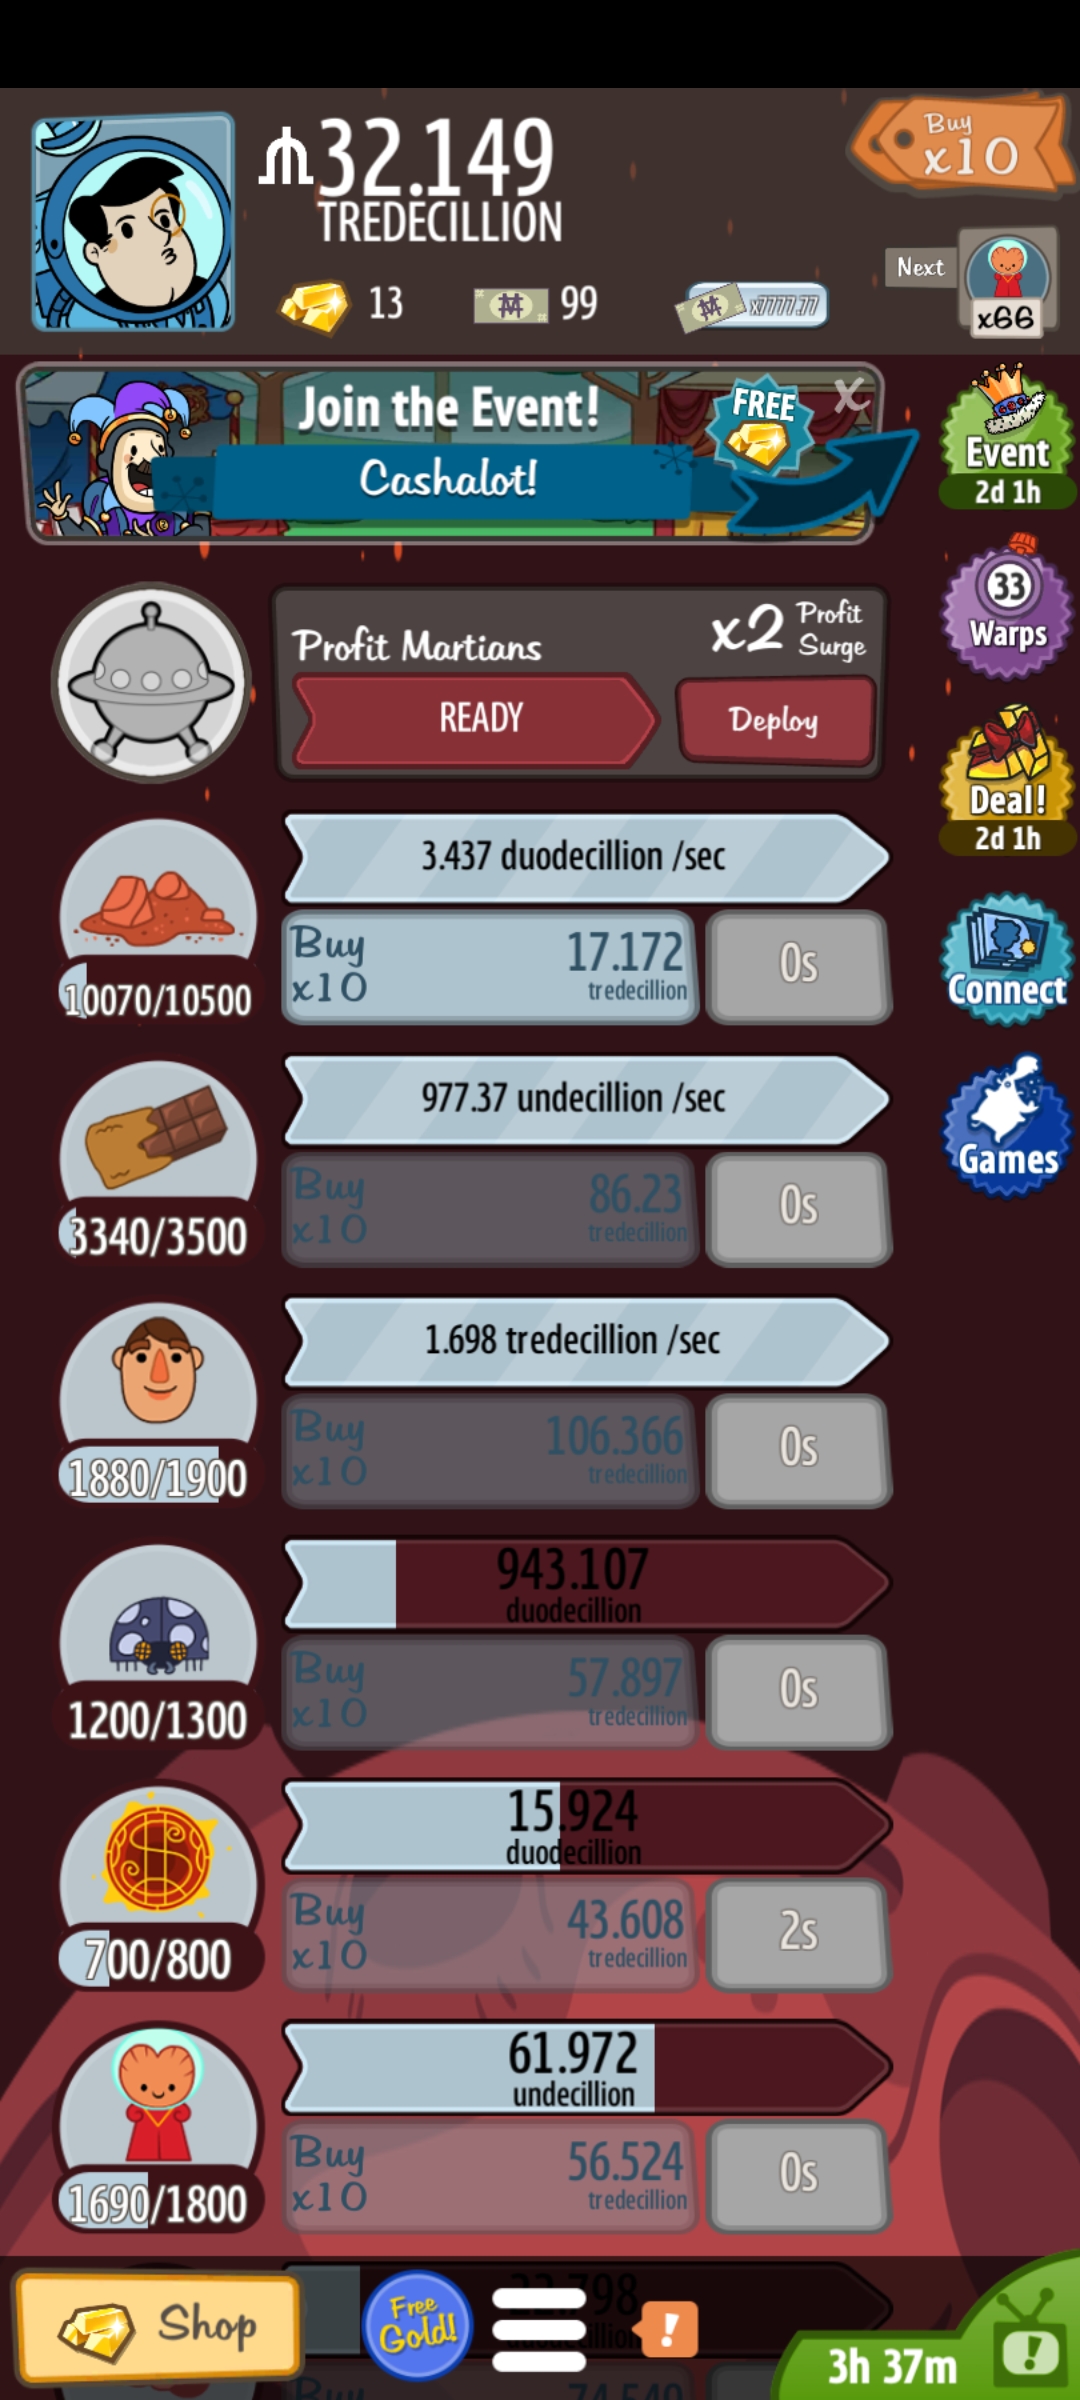 32.149
TREDECILLION
Buy
x10
13
99
x7777.77
Next
x66
Join the Event!
FREE
X
Cashalot!
Event
2d 1h
33
Warps
Profit Martians
x2 Profit
Surge
READY
Deploy
Deal!
2d 1h
3.437 duodecillion /sec
Buy
x10
17.172
tredecillion
0s
10070/10500
Connect
977.37 undecillion /sec
Buy
x10
86.23
tredecillion
0s
3340/3500
Games
1.698 tredecillion /sec
Buy
x10
106.366
tredecillion
0s
1880/1900
943.107
duodecillion
Buy
x10
57.897
tredecillion
0s
1200/1300
15.924
duodecillion
Buy
x10
43.608
tredecillion
2s
700/800
61.972
undecillion
Buy
x10
56.524
tredecillion
0s
1690/1800
Shop
Free
Gold!
!
3h 37m
!